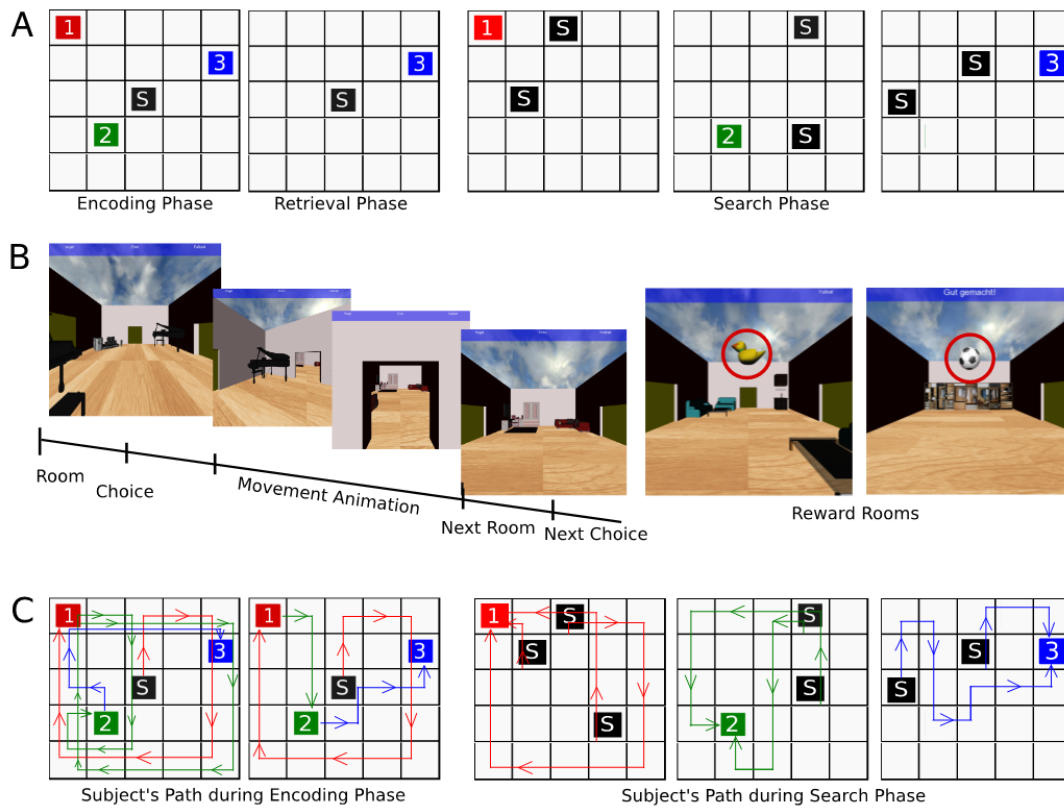 A
1 1 S S
3 3 S 3
S S S S
2 2 S
Encoding Phase
Retrieval Phase
Search Phase
B
Gut gemacht!
Room
Choice
Movement Animation
Next Room
Next Choice
Reward Rooms
C
1 1 1 S S
3 3 S S 3
S S S S
2 2 S 2
Subject's Path during Encoding Phase
Subject's Path during Search Phase